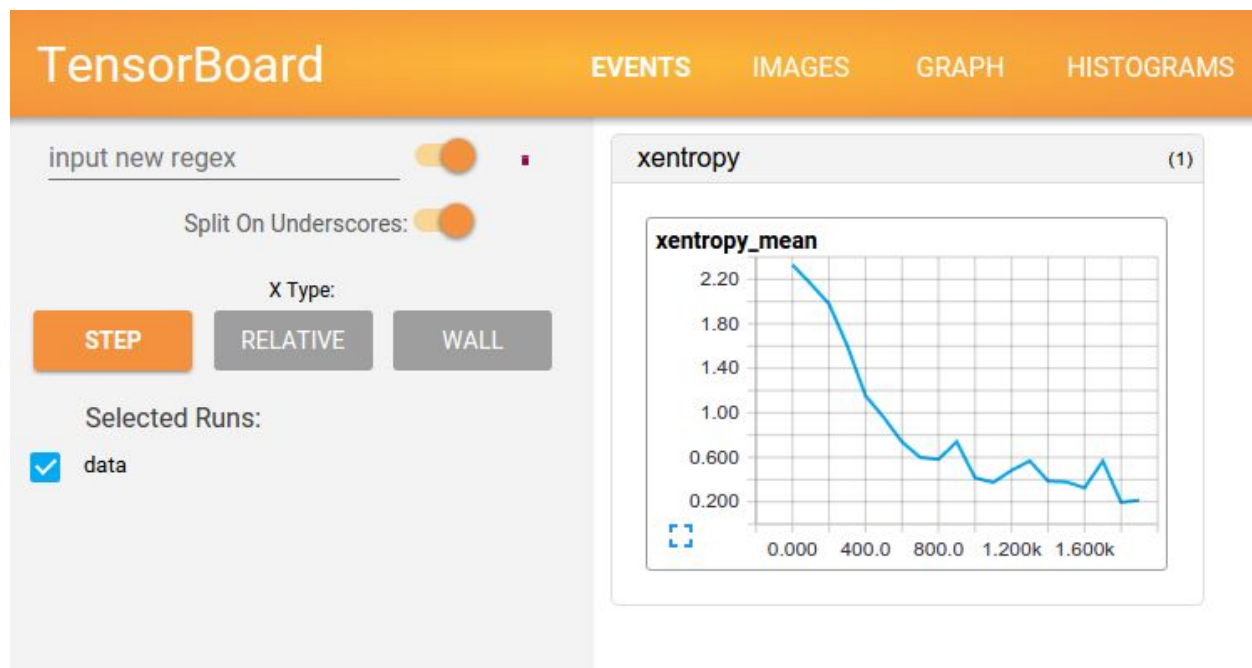 TensorBoard
EVENTS IMAGES GRAPH HISTOGRAMS
input new regex
Split On Underscores:
X Type:
STEP RELATIVE WALL
Selected Runs:
data
xentropy (1)
xentropy_mean
2.20
1.80
1.40
1.00
0.600
0.200
0.000 400.0 800.0 1.200k 1.600k